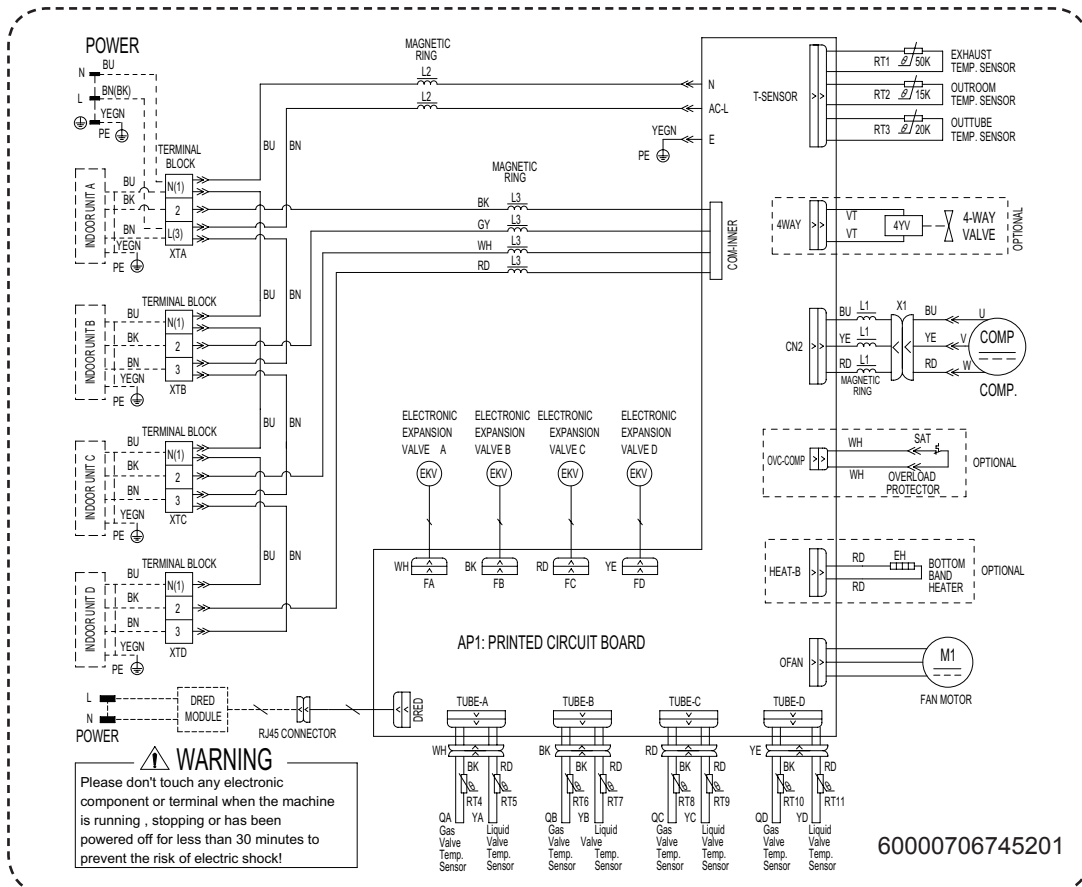 POWER
N
BU
L
BN(BK)
YEGN
PE
TERMINAL
BLOCK
INDOOR UNIT A
BU
BK
BN
YEGN
PE
N(1)
2
L(3)
XTA
BU
BN
MAGNETIC
RING
L2
L2
N
AC-L
YEGN
PE
E
MAGNETIC
RING
BK
L3
GY
L3
WH
L3
RD
L3
COM-INNER
TERMINAL BLOCK
INDOOR UNIT B
BU
BK
BN
YEGN
PE
N(1)
2
3
XTB
BU
BN
TERMINAL BLOCK
INDOOR UNIT C
BU
BK
BN
YEGN
PE
N(1)
2
3
XTC
BU
BN
TERMINAL BLOCK
INDOOR UNIT D
BU
BK
BN
YEGN
PE
N(1)
2
3
XTD
BU
BN
T-SENSOR
RT1
50K
EXHAUST
TEMP. SENSOR
RT2
15K
OUTROOM
TEMP. SENSOR
RT3
20K
OUTTUBE
TEMP. SENSOR
4WAY
VT
VT
4YV
4-WAY
VALVE
OPTIONAL
CN2
BU
L1
X1
BU
U
YE
L1
YE
V
RD
L1
RD
W
MAGNETIC
RING
COMP
COMP.
OVC-COMP
WH
SAT
WH
OVERLOAD
PROTECTOR
OPTIONAL
HEAT-B
RD
EH
RD
BOTTOM
BAND
HEATER
OPTIONAL
OFAN
M1
FAN MOTOR
ELECTRONIC
EXPANSION
VALVE A
EKV
WH
FA
ELECTRONIC
EXPANSION
VALVE B
EKV
BK
FB
ELECTRONIC
EXPANSION
VALVE C
EKV
RD
FC
ELECTRONIC
EXPANSION
VALVE D
EKV
YE
FD
AP1: PRINTED CIRCUIT BOARD
L
N
POWER
DRED
MODULE
RJ45 CONNECTOR
DRED
TUBE-A
WH
BK
RD
RT4
RT5
QA
YA
Gas
Valve
Temp.
Sensor
Liquid
Valve
Temp.
Sensor
TUBE-B
BK
BK
RD
RT6
RT7
QB
YB
Gas
Valve
Temp.
Sensor
Liquid
Valve
Temp.
Sensor
TUBE-C
RD
BK
RD
RT8
RT9
QC
YC
Gas
Valve
Temp.
Sensor
Liquid
Valve
Temp.
Sensor
TUBE-D
YE
BK
RD
RT10
RT11
QD
YD
Gas
Valve
Temp.
Sensor
Liquid
Valve
Temp.
Sensor
WARNING
Please don't touch any electronic
component or terminal when the machine
is running , stopping or has been
powered off for less than 30 minutes to
prevent the risk of electric shock!
60000706745201